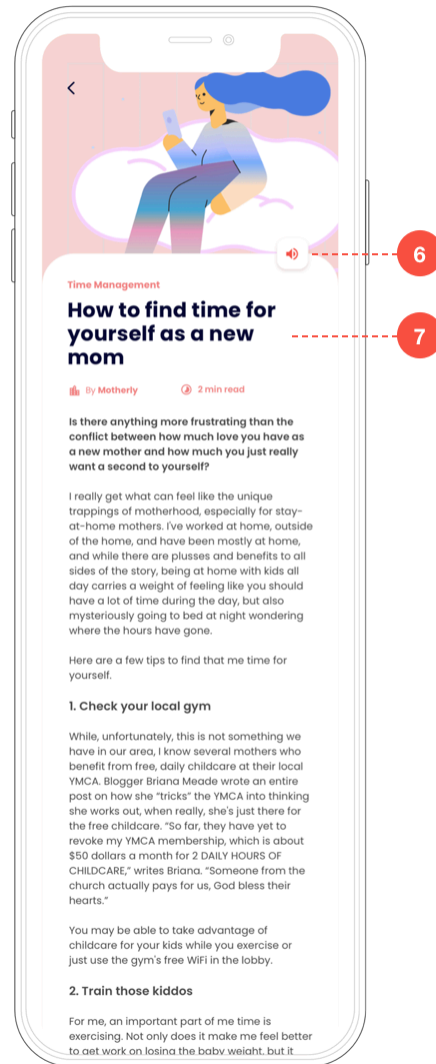 6
Time Management
How to find time for
yourself as a new
mom
7
By Motherly
2 min read
Is there anything more frustrating than the
conflict between how much love you have as
a new mother and how much you just really
want a second to yourself?
I really get what can feel like the unique
trappings of motherhood, especially for stay-
at-home mothers. I've worked at home, outside
of the home, and have been mostly at home,
and while there are plusses and benefits to all
sides of the story, being at home with kids all
day carries a weight of feeling like you should
have a lot of time during the day, but also
mysteriously going to bed at night wondering
where the hours have gone.
Here are a few tips to find that me time for
yourself.
1. Check your local gym
While, unfortunately, this is not something we
have in our area, I know several mothers who
benefit from free, daily childcare at their local
YMCA. Blogger Briana Meade wrote an entire
post on how she “tricks” the YMCA into thinking
she works out, when really, she's just there for
the free childcare. “So far, they have yet to
revoke my YMCA membership, which is about
$50 dollars a month for 2 DAILY HOURS OF
CHILDCARE,” writes Briana. “Someone from the
church actually pays for us, God bless their
hearts.”
You may be able to take advantage of
childcare for your kids while you exercise or
just use the gym's free WiFi in the lobby.
2. Train those kiddos
For me, an important part of me time is
exercising. Not only does it make me feel better
to get work on losing the baby weight, but it